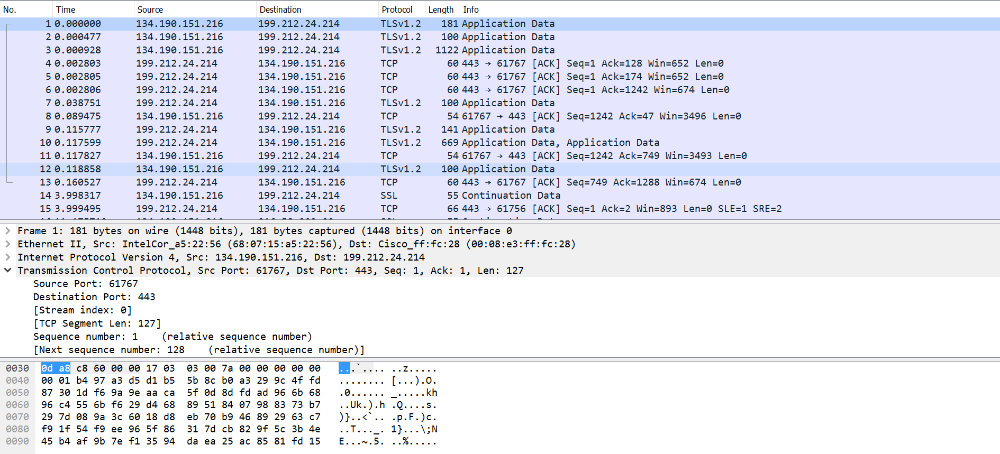 No. Time Source Destination Protocol Length Info
1 0.000000 134.190.151.216 199.212.24.214 TLSv1.2 181 Application Data
2 0.000477 134.190.151.216 199.212.24.214 TLSv1.2 100 Application Data
3 0.000928 134.190.151.216 199.212.24.214 TLSv1.2 1122 Application Data
4 0.002803 199.212.24.214 134.190.151.216 TCP 60 443 → 61767 [ACK] Seq=1 Ack=128 Win=652 Len=0
5 0.002805 199.212.24.214 134.190.151.216 TCP 60 443 → 61767 [ACK] Seq=1 Ack=174 Win=652 Len=0
6 0.002806 199.212.24.214 134.190.151.216 TCP 60 443 → 61767 [ACK] Seq=1 Ack=1242 Win=674 Len=0
7 0.038751 199.212.24.214 134.190.151.216 TLSv1.2 100 Application Data
8 0.089475 134.190.151.216 199.212.24.214 TCP 54 61767 → 443 [ACK] Seq=1242 Ack=47 Win=3496 Len=0
9 0.115777 199.212.24.214 134.190.151.216 TLSv1.2 141 Application Data
10 0.117599 199.212.24.214 134.190.151.216 TLSv1.2 669 Application Data, Application Data
11 0.117827 134.190.151.216 199.212.24.214 TCP 54 61767 → 443 [ACK] Seq=1242 Ack=749 Win=3493 Len=0
12 0.118858 134.190.151.216 199.212.24.214 TLSv1.2 100 Application Data
13 0.160527 199.212.24.214 134.190.151.216 TCP 60 443 → 61767 [ACK] Seq=749 Ack=1288 Win=674 Len=0
14 3.998317 134.190.151.216 199.212.24.214 SSL 55 Continuation Data
15 3.999495 199.212.24.214 134.190.151.216 TCP 66 443 → 61756 [ACK] Seq=1 Ack=2 Win=893 Len=0 SLE=1 SRE=2
Frame 1: 181 bytes on wire (1448 bits), 181 bytes captured (1448 bits) on interface 0
Ethernet II, Src: IntelCor_a5:22:56 (68:07:15:a5:22:56), Dst: Cisco_ff:fc:28 (00:08:e3:ff:fc:28)
Internet Protocol Version 4, Src: 134.190.151.216, Dst: 199.212.24.214
Transmission Control Protocol, Src Port: 61767, Dst Port: 443, Seq: 1, Ack: 1, Len: 127
Source Port: 61767
Destination Port: 443
[Stream index: 0]
[TCP Segment Len: 127]
Sequence number: 1 (relative sequence number)
[Next sequence number: 128 (relative sequence number)]
0030 0d a8 c8 60 00 00 17 03 03 00 7a 00 00 00 00 00 ...`.... ..z.....
0040 00 01 b4 97 a3 d5 d1 b5 5b 8c b0 a3 29 9c 4f fd ........ [...).O.
0050 87 30 1d f6 9a 9e aa ca 5f 0d 8d fd ad 96 6b 68 .0...... _.....kh
0060 96 c4 55 6b f6 29 d4 68 89 51 84 07 98 83 73 b7 ..Uk.).h .Q....s.
0070 29 7d 08 9a 3c 60 18 d8 eb 70 b9 46 89 29 63 c7 )}..<`.. .p.F.)c.
0080 f9 1f 54 f9 ee 96 5f 86 31 7d cb 82 9f 5c 3b 4e ..T..._. 1}...\;N
0090 45 b4 af 9b 7e f1 35 94 da ea 25 ac 85 81 fd 15 E...~.5. ..%.....